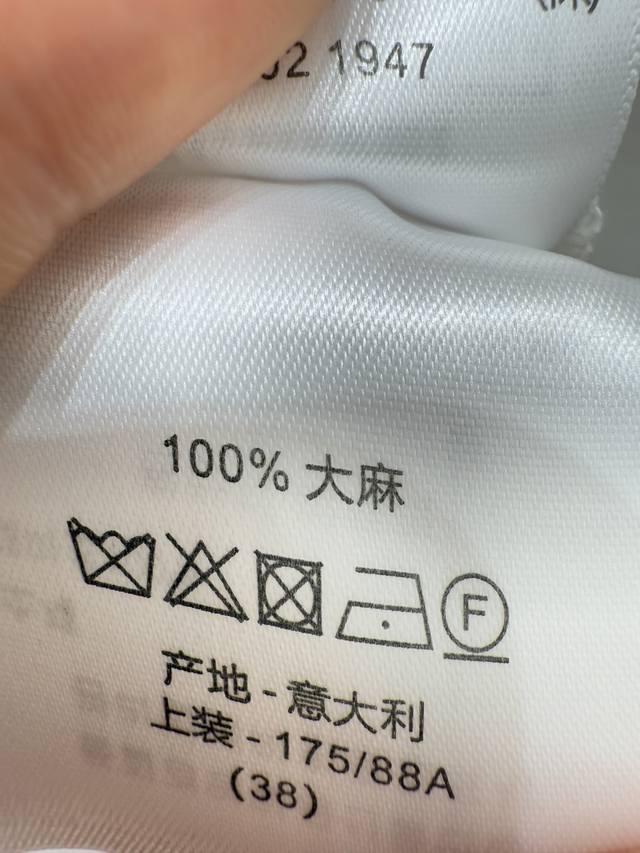 1947
100% 大麻
F
产地 - 意大利
上装 - 175/88A
(38)